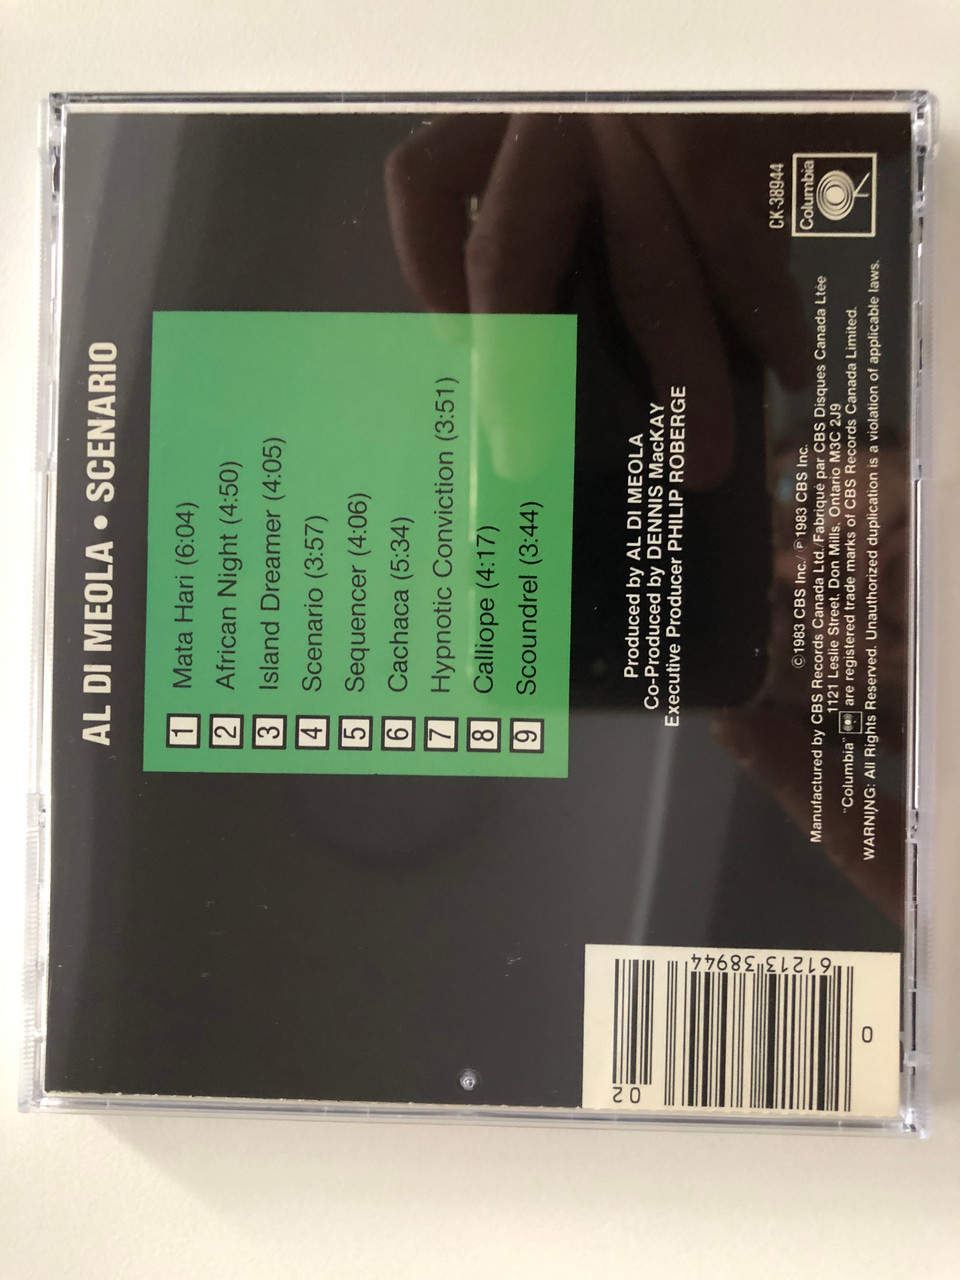 AL DI MEOLA • SCENARIO
1 Mata Hari (6:04)
2 African Night (4:50)
3 Island Dreamer (4:05)
4 Scenario (3:57)
5 Sequencer (4:06)
6 Cachaca (5:34)
7 Hypnotic Conviction (3:51)
8 Calliope (4:17)
9 Scoundrel (3:44)
Produced by AL DI MEOLA
Co-Produced by DENNIS MacKAY
Executive Producer PHILIP ROBERGE
CK-38944
Columbia
© 1983 CBS Inc./ ℗ 1983 CBS Inc.
Manufactured by CBS Records Canada Ltd./Fabriqué par CBS Disques Canada Ltée
1121 Leslie Street, Don Mills, Ontario M3C 2J9
"Columbia" are registered trade marks of CBS Records Canada Limited.
WARNING: All Rights Reserved. Unauthorized duplication is a violation of applicable laws.
0
61213 38944
02